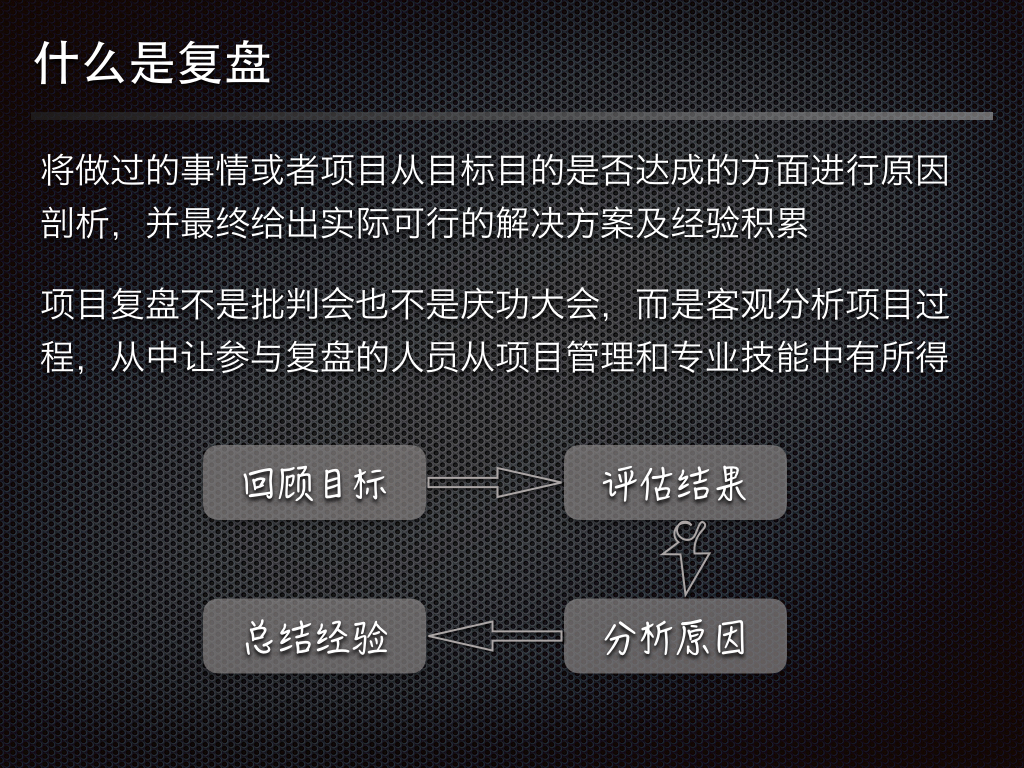 什么是复盘
将做过的事情或者项目从目标目的是否达成的方面进行原因
剖析，并最终给出实际可行的解决方案及经验积累
项目复盘不是批判会也不是庆功大会，而是客观分析项目过
程，从中让参与复盘的人员从项目管理和专业技能中有所得
回顾目标
评估结果
总结经验
分析原因